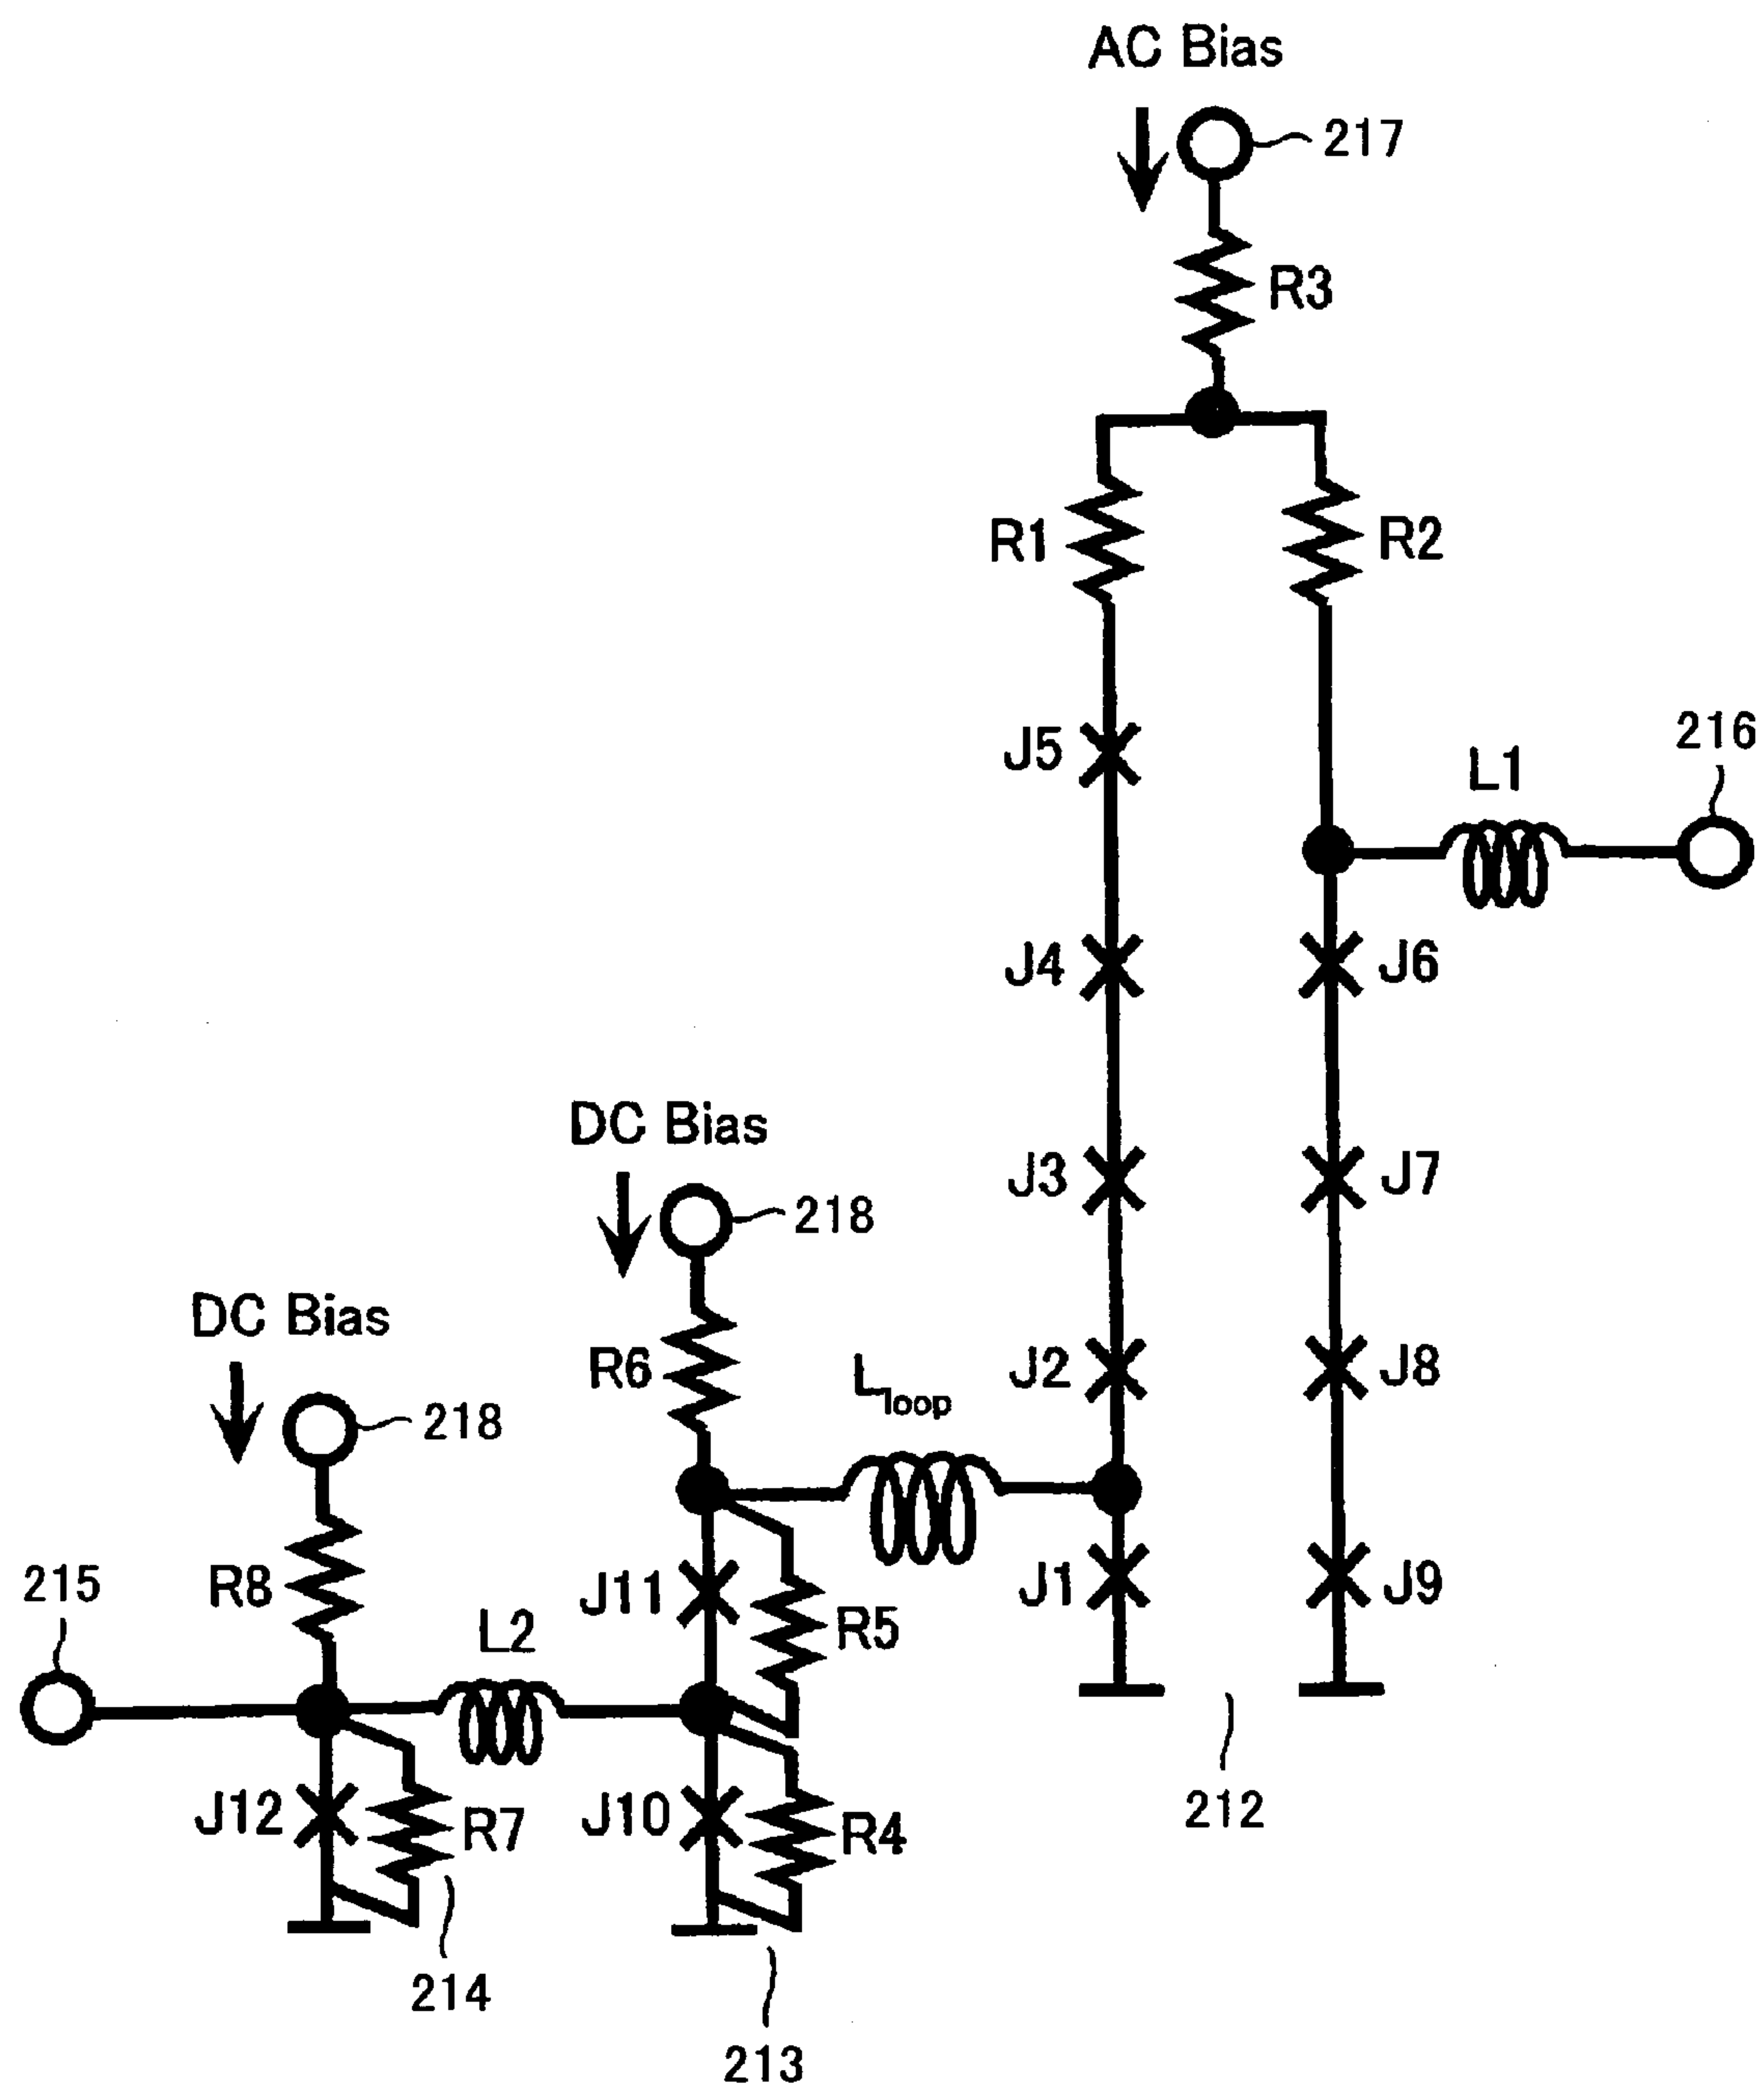 AC Bias
217
R3
R1
R2
J5
216
L1
J4
J6
DC Bias
J3
J7
218
DC Bias
R6
Lloop
J2
J8
218
215
R8
J11
R5
J1
J9
L2
J12
R7
J10
R4
212
214
213